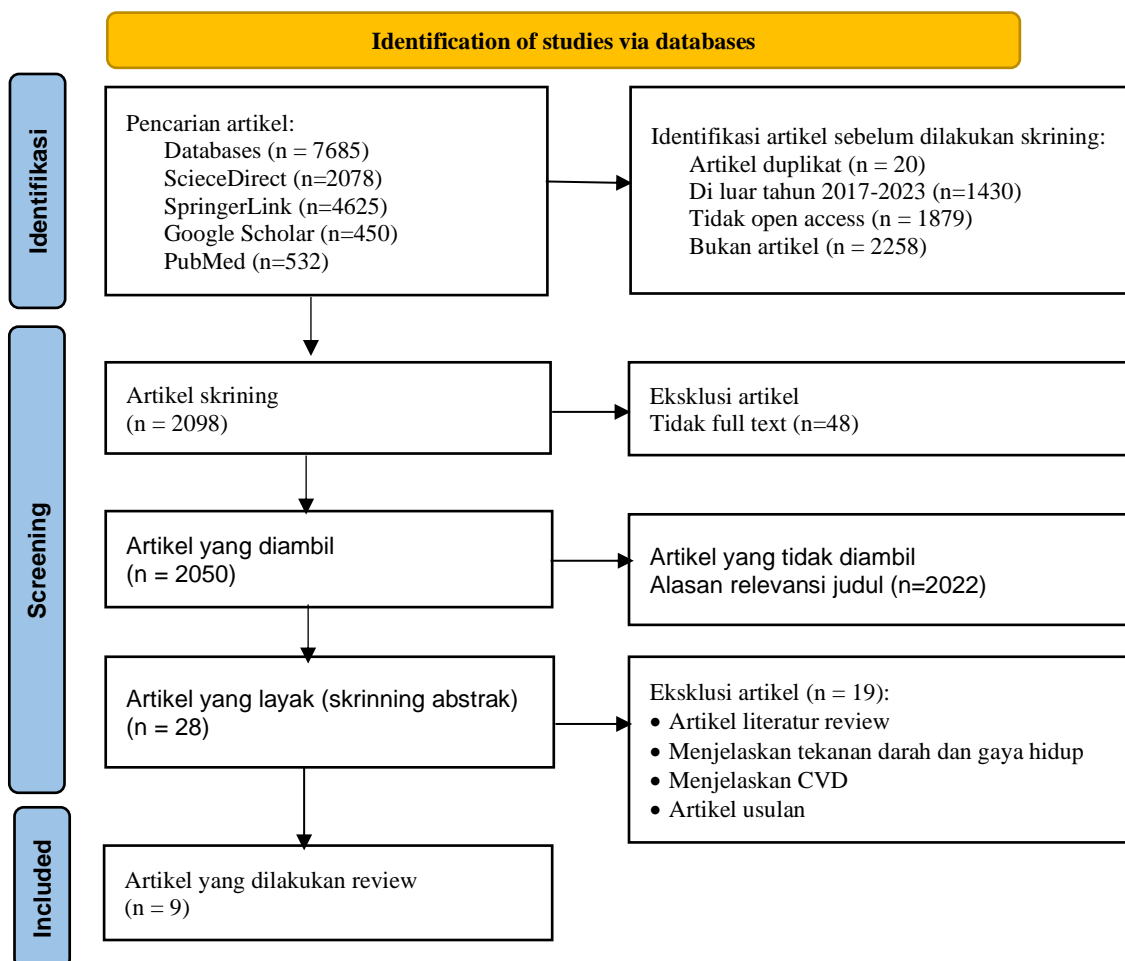 Identification of studies via databases
Identifikasi
Pencarian artikel:
Databases (n = 7685)
ScieceDirect (n=2078)
SpringerLink (n=4625)
Google Scholar (n=450)
PubMed (n=532)
Identifikasi artikel sebelum dilakukan skrining:
Artikel duplikat (n = 20)
Di luar tahun 2017-2023 (n=1430)
Tidak open access (n = 1879)
Bukan artikel (n = 2258)
Screening
Artikel skrining
(n = 2098)
Eksklusi artikel
Tidak full text (n=48)
Artikel yang diambil
(n = 2050)
Artikel yang tidak diambil
Alasan relevansi judul (n=2022)
Artikel yang layak (skrinning abstrak)
(n = 28)
Eksklusi artikel (n = 19):
• Artikel literatur review
• Menjelaskan tekanan darah dan gaya hidup
• Menjelaskan CVD
• Artikel usulan
Included
Artikel yang dilakukan review
(n = 9)